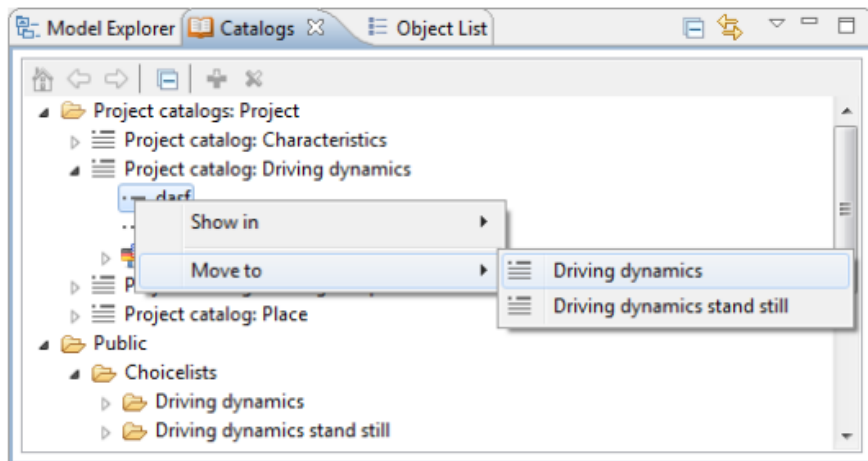 Model Explorer Catalogs Object List
Project catalogs: Project
Project catalog: Characteristics
Project catalog: Driving dynamics
dasf
Show in
Move to
Driving dynamics
Driving dynamics stand still
Project catalog: Place
Public
Choicelists
Driving dynamics
Driving dynamics stand still